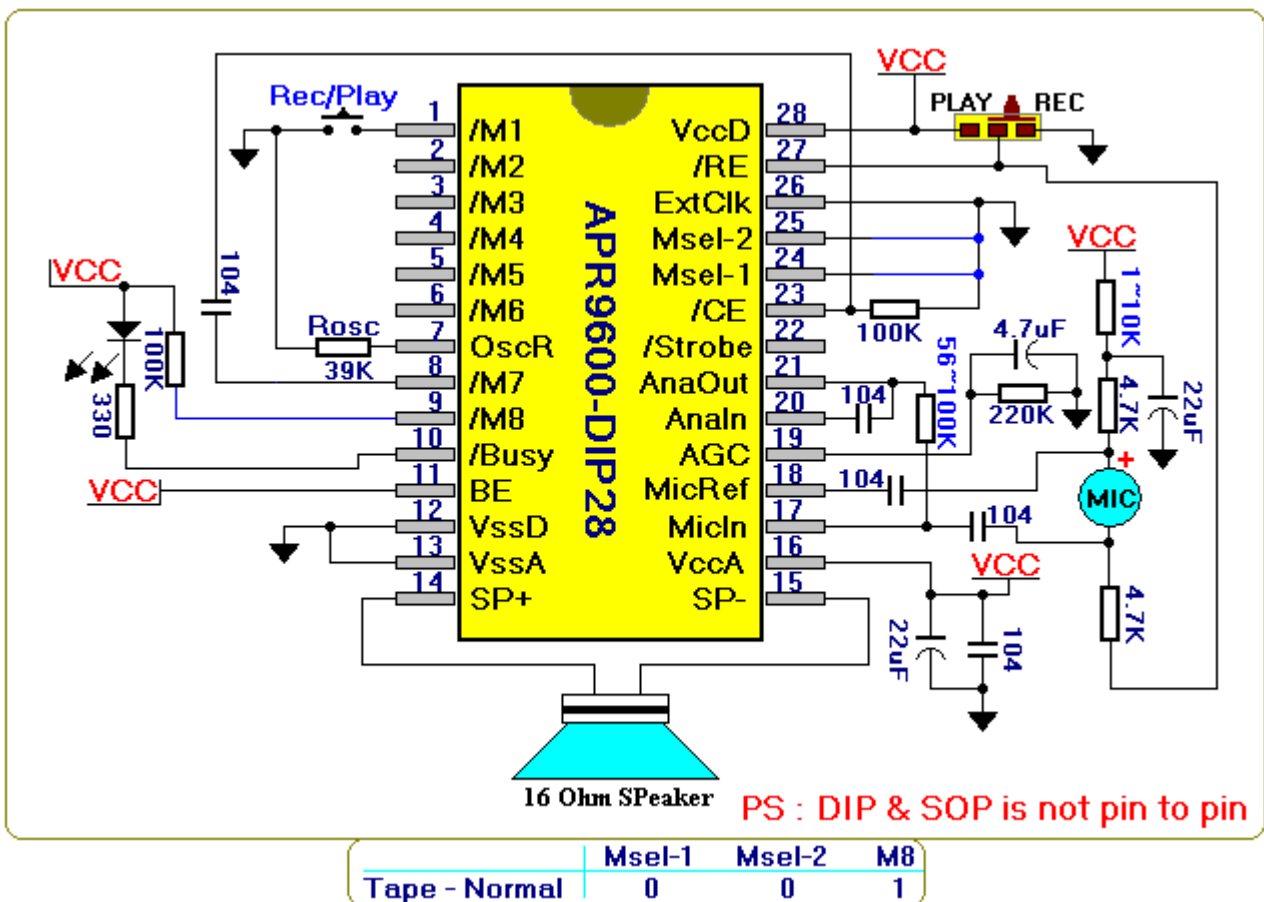 VCC
PLAY REC
Rec/Play
1 /M1
2 /M2
3 /M3
4 /M4
5 /M5
6 /M6
7 OscR
8 /M7
9 /M8
10 /Busy
11 BE
12 VssD
13 VssA
14 SP+
APR9600-DIP28
VccD 28
/RE 27
ExtClk 26
Msel-2 25
Msel-1 24
/CE 23
/Strobe 22
AnaOut 21
AnaIn 20
AGC 19
MicRef 18
MicIn 17
VccA 16
SP- 15
VCC
104
Rosc
39K
100K
330
VCC
100K
56~100K
4.7uF
220K
104
104
104
VCC
1~10K
4.7K
22uF
+
MIC
4.7K
VCC
22uF
104
16 Ohm SPeaker
PS : DIP & SOP is not pin to pin
Msel-1 Msel-2 M8
Tape - Normal 0 0 1